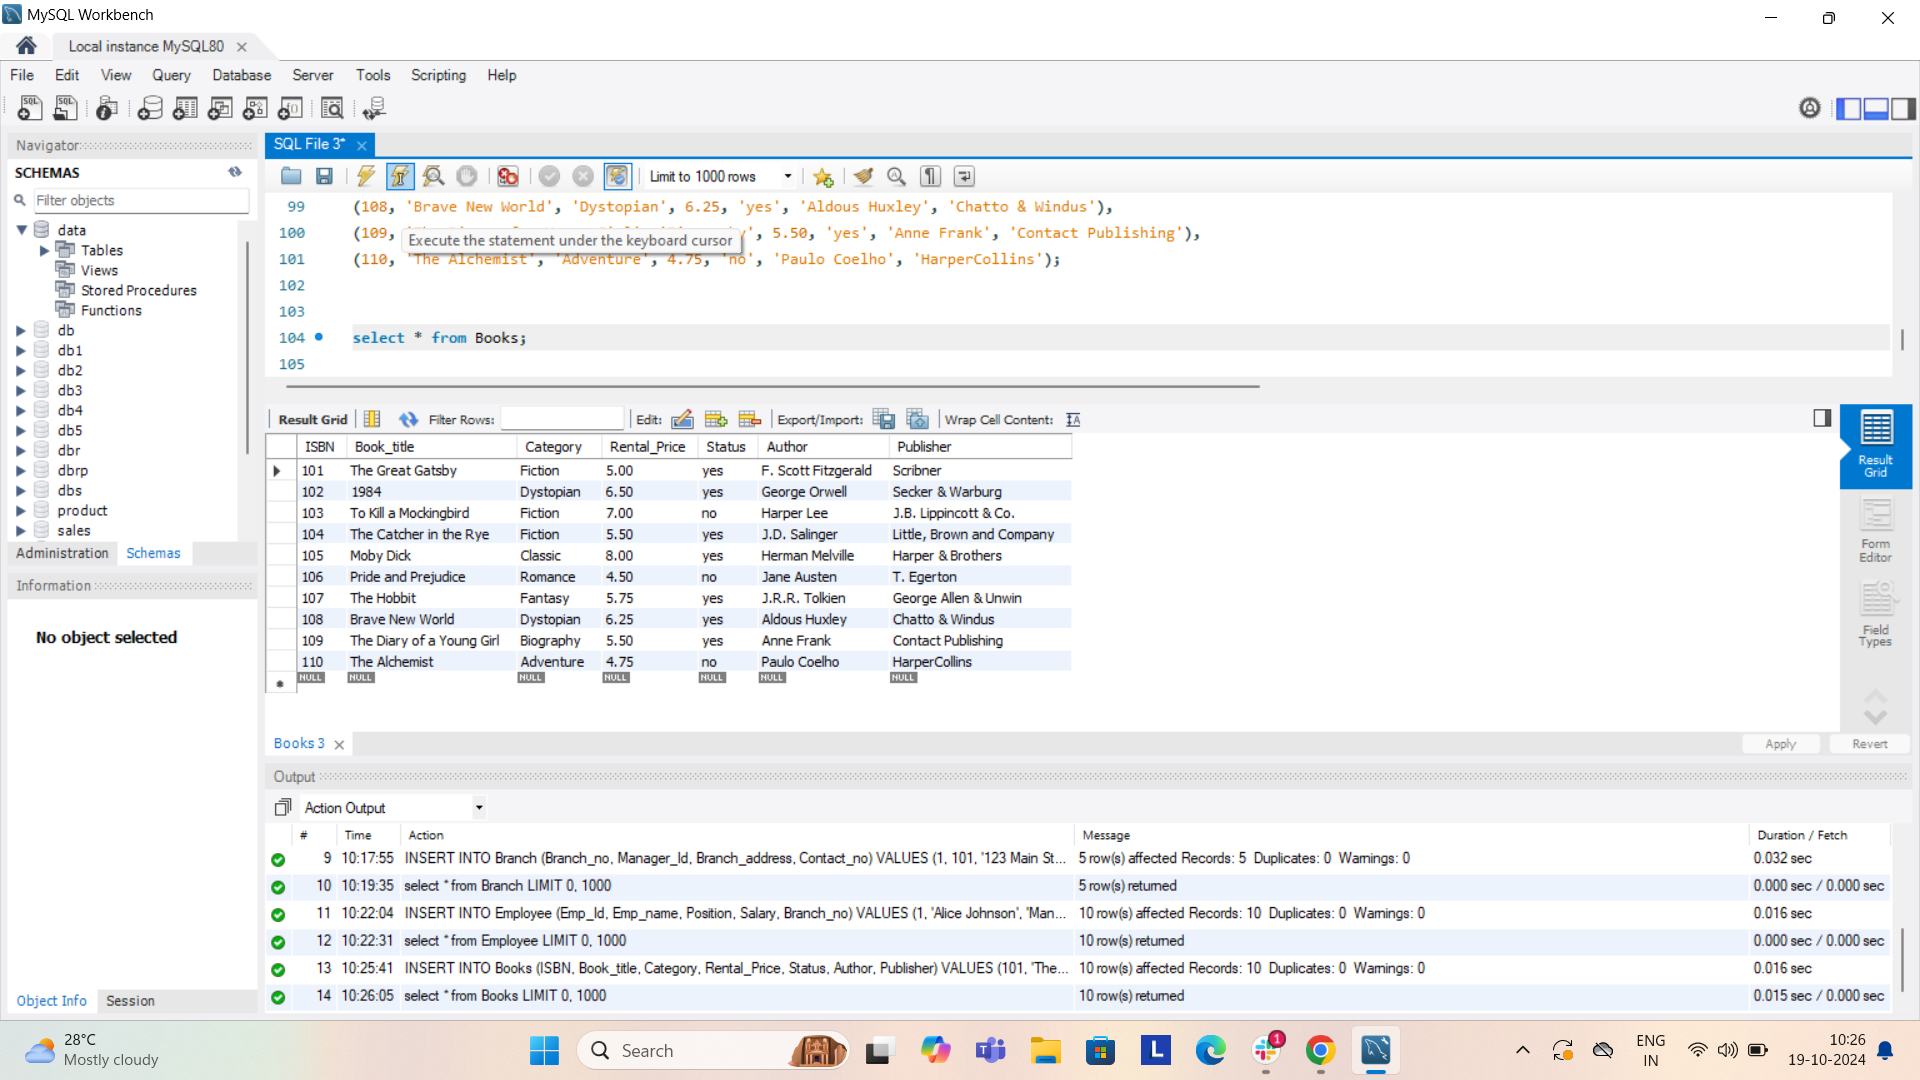 MySQL Workbench
Local instance MySQL80
File Edit View Query Database Server Tools Scripting Help
Navigator
SCHEMAS
Filter objects
data
Tables
Views
Stored Procedures
Functions
db
db1
db2
db3
db4
db5
dbr
dbrp
dbs
product
sales
Administration Schemas
Information
No object selected
Object Info Session
SQL File 3*
Limit to 1000 rows
99 (108, 'Brave New World', 'Dystopian', 6.25, 'yes', 'Aldous Huxley', 'Chatto & Windus'),
100 (109, y', 5.50, 'yes', 'Anne Frank', 'Contact Publishing'),
Execute the statement under the keyboard cursor
101 (110, 'The Alchemist', 'Adventure', 4.75, 'no', 'Paulo Coelho', 'HarperCollins');
102
103
104 select * from Books;
105
Result Grid Filter Rows: Edit: Export/Import: Wrap Cell Content:
ISBN Book_title Category Rental_Price Status Author Publisher
101 The Great Gatsby Fiction 5.00 yes F. Scott Fitzgerald Scribner
102 1984 Dystopian 6.50 yes George Orwell Secker & Warburg
103 To Kill a Mockingbird Fiction 7.00 no Harper Lee J.B. Lippincott & Co.
104 The Catcher in the Rye Fiction 5.50 yes J.D. Salinger Little, Brown and Company
105 Moby Dick Classic 8.00 yes Herman Melville Harper & Brothers
106 Pride and Prejudice Romance 4.50 no Jane Austen T. Egerton
107 The Hobbit Fantasy 5.75 yes J.R.R. Tolkien George Allen & Unwin
108 Brave New World Dystopian 6.25 yes Aldous Huxley Chatto & Windus
109 The Diary of a Young Girl Biography 5.50 yes Anne Frank Contact Publishing
110 The Alchemist Adventure 4.75 no Paulo Coelho HarperCollins
NULL NULL NULL NULL NULL NULL NULL
Result
Grid
Form
Editor
Field
Types
Books 3
Apply Revert
Output
Action Output
# Time Action Message Duration / Fetch
9 10:17:55 INSERT INTO Branch (Branch_no, Manager_Id, Branch_address, Contact_no) VALUES (1, 101, '123 Main St... 5 row(s) affected Records: 5 Duplicates: 0 Warnings: 0 0.032 sec
10 10:19:35 select * from Branch LIMIT 0, 1000 5 row(s) returned 0.000 sec / 0.000 sec
11 10:22:04 INSERT INTO Employee (Emp_Id, Emp_name, Position, Salary, Branch_no) VALUES (1, 'Alice Johnson', 'Man... 10 row(s) affected Records: 10 Duplicates: 0 Warnings: 0 0.016 sec
12 10:22:31 select * from Employee LIMIT 0, 1000 10 row(s) returned 0.000 sec / 0.000 sec
13 10:25:41 INSERT INTO Books (ISBN, Book_title, Category, Rental_Price, Status, Author, Publisher) VALUES (101, 'The... 10 row(s) affected Records: 10 Duplicates: 0 Warnings: 0 0.016 sec
14 10:26:05 select * from Books LIMIT 0, 1000 10 row(s) returned 0.015 sec / 0.000 sec
28°C
Mostly cloudy
Search
L
1
ENG
IN
10:26
19-10-2024